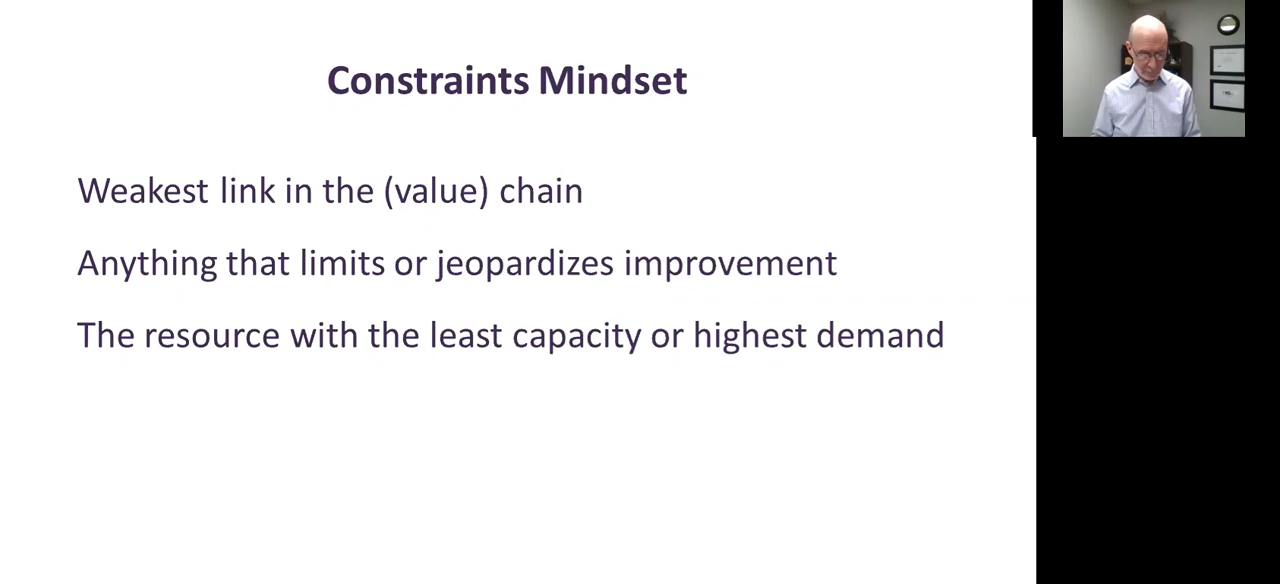 Constraints Mindset
Weakest link in the (value) chain
Anything that limits or jeopardizes improvement
The resource with the least capacity or highest demand